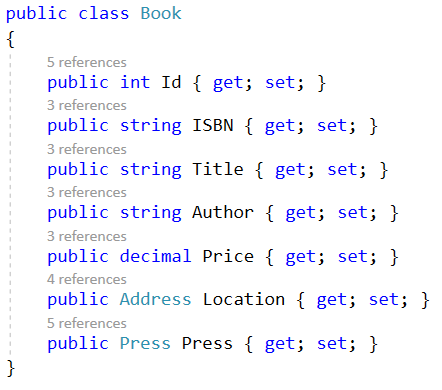 public class Book
{
5 references
public int Id { get; set; }
3 references
public string ISBN { get; set; }
3 references
public string Title { get; set; }
3 references
public string Author { get; set; }
3 references
public decimal Price { get; set; }
4 references
public Address Location { get; set; }
5 references
public Press Press { get; set; }
}